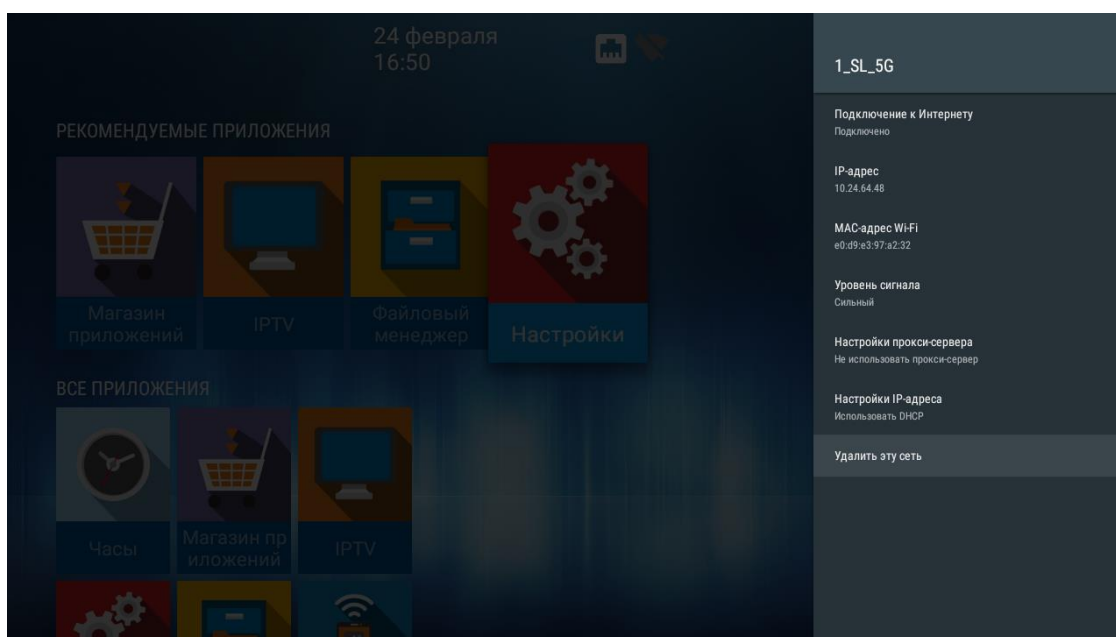 24 февраля
16:50
РЕКОМЕНДУЕМЫЕ ПРИЛОЖЕНИЯ
Магазин
приложений
IPTV
Файловый
менеджер
Настройки
ВСЕ ПРИЛОЖЕНИЯ
Часы
Магазин пр
иложений
IPTV
1_SL_5G
Подключение к Интернету
Подключено
IP-адрес
10.24.64.48
MAC-адрес Wi-Fi
e0:d9:e3:97:a2:32
Уровень сигнала
Сильный
Настройки прокси-сервера
Не использовать прокси-сервер
Настройки IP-адреса
Использовать DHCP
Удалить эту сеть